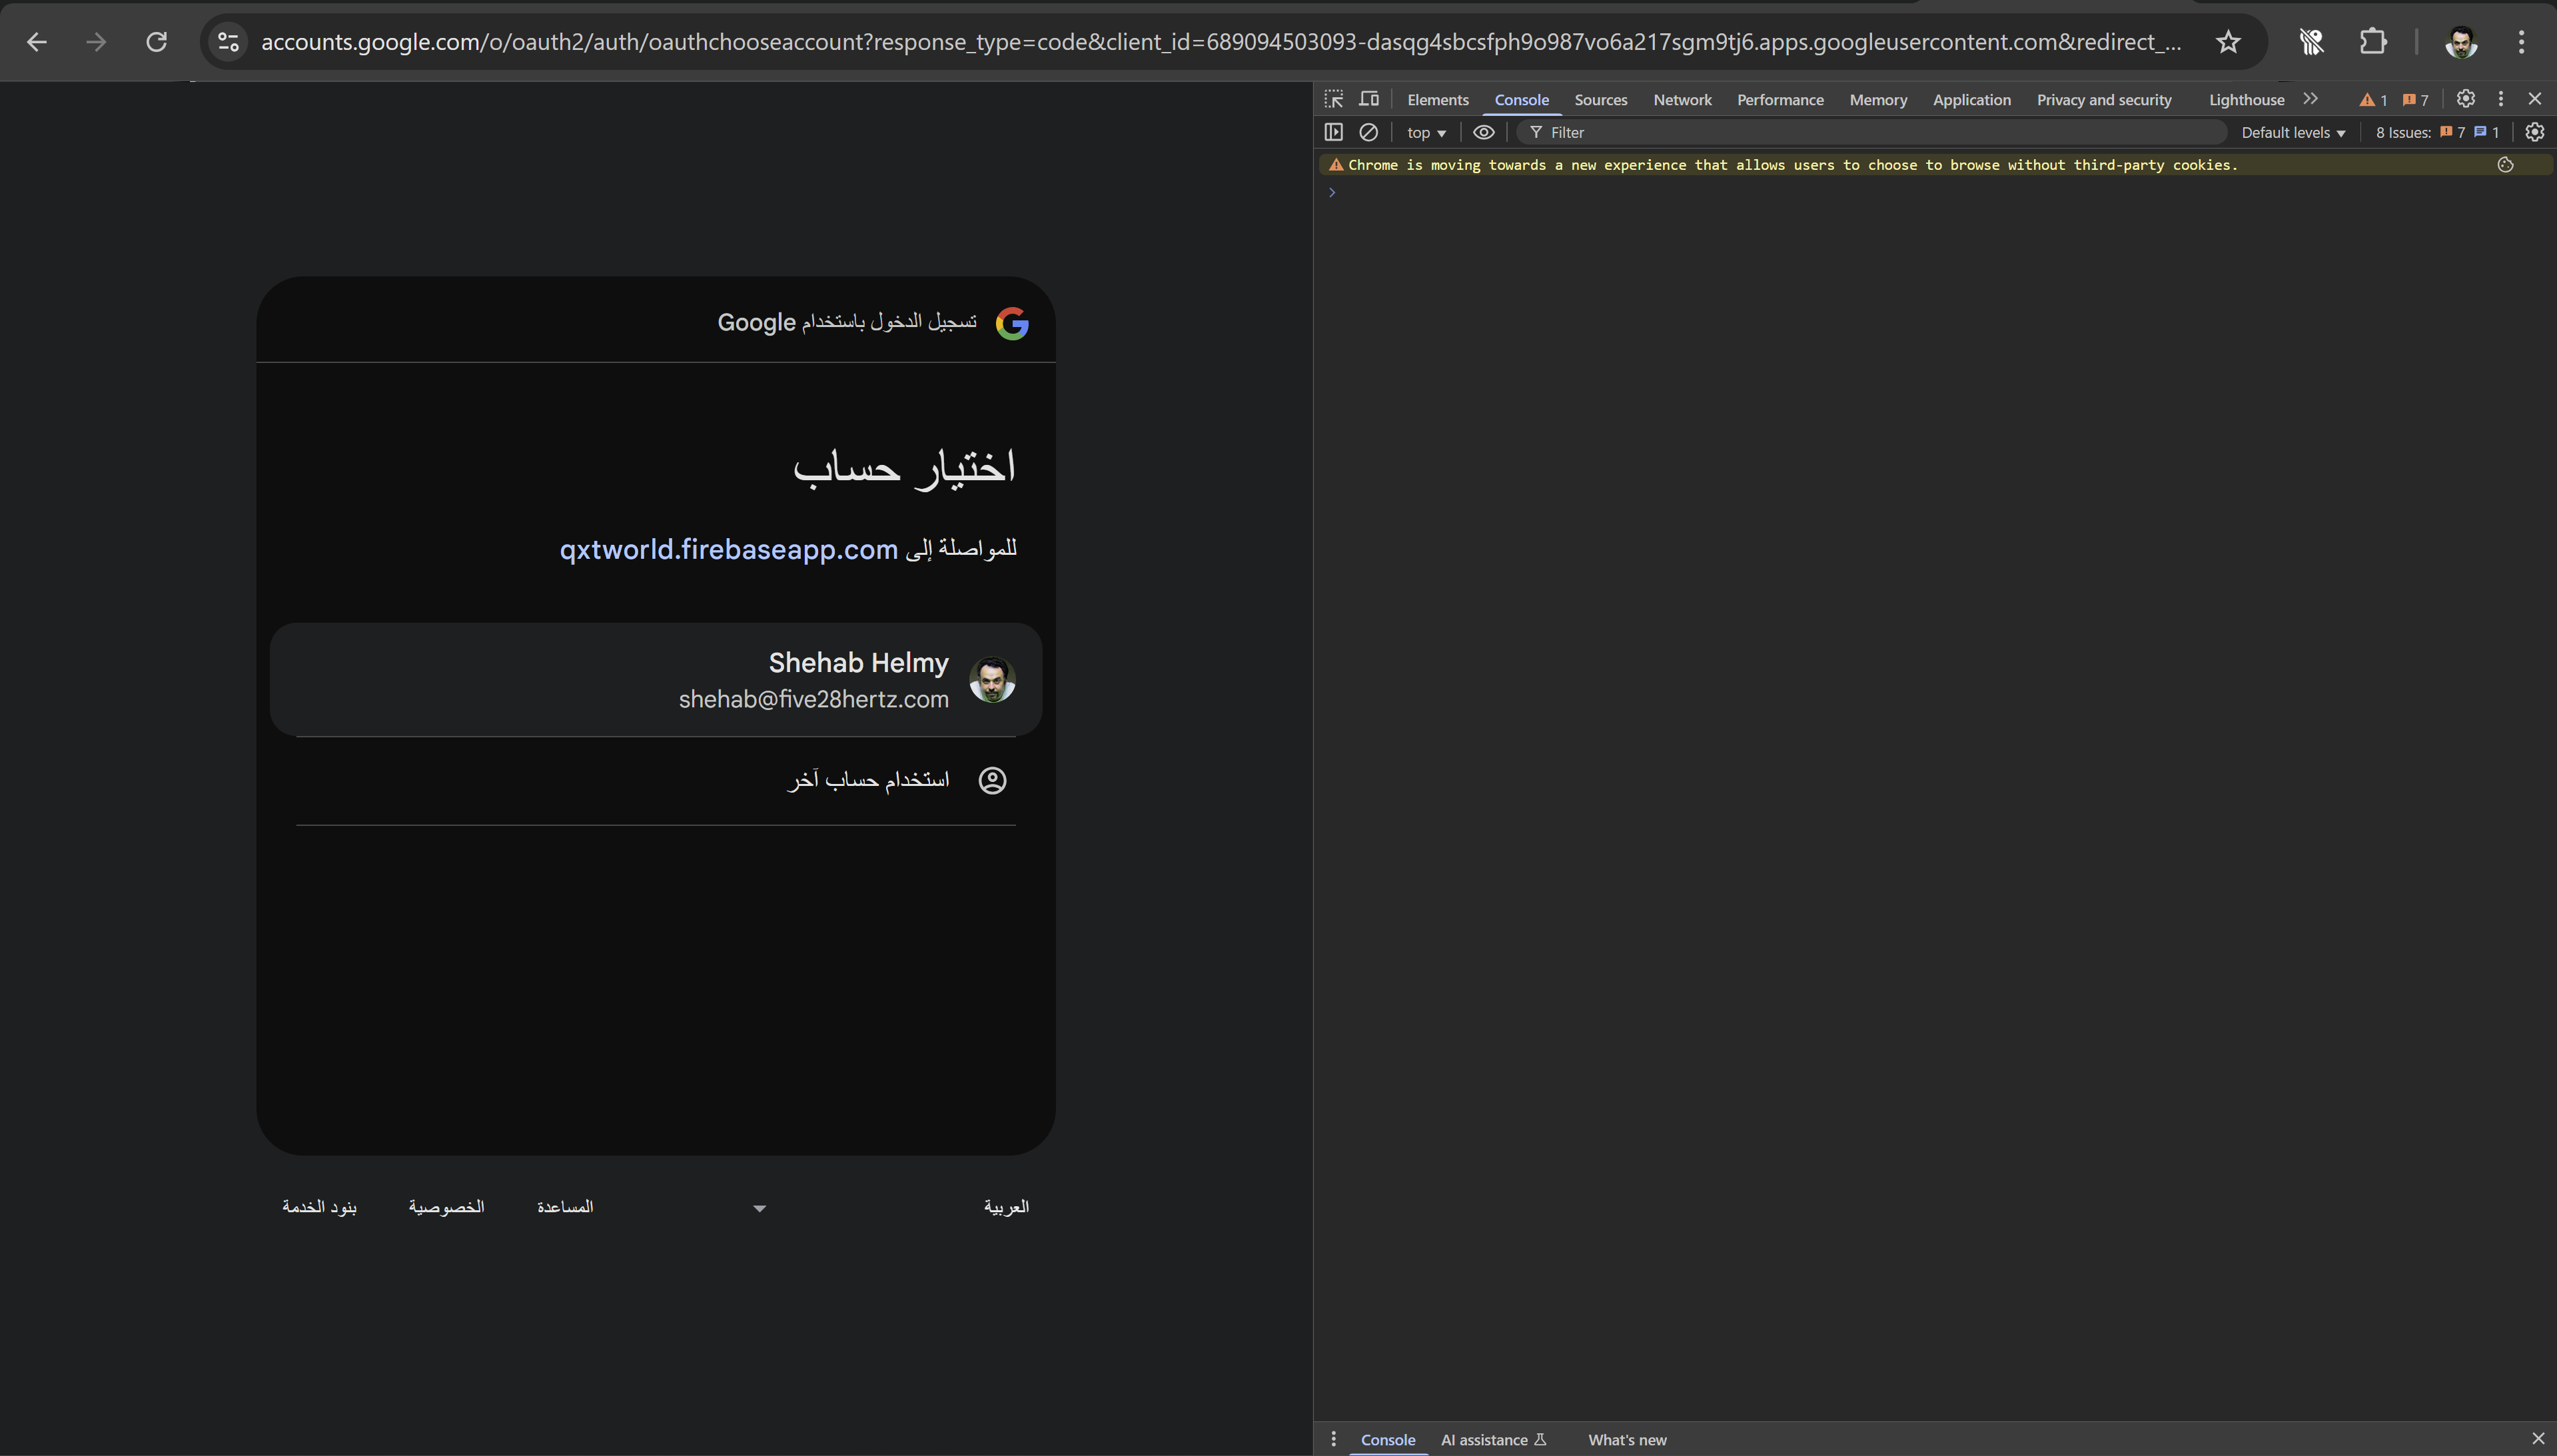 accounts.google.com/o/oauth2/auth/oauthchooseaccount?response_type=code&client_id=689094503093-dasqg4sbcsfph9o987vo6a217sgm9tj6.apps.googleusercontent.com&redirect_...
تسجيل الدخول باستخدام Google
اختيار حساب
للمواصلة إلى qxtworld.firebaseapp.com
Shehab Helmy
shehab@five28hertz.com
استخدام حساب آخر
العربية
المساعدة الخصوصية بنود الخدمة
Elements Console Sources Network Performance Memory Application Privacy and security Lighthouse 1 7
top Filter Default levels 8 Issues: 7 1
Chrome is moving towards a new experience that allows users to choose to browse without third-party cookies.
Console AI assistance What's new